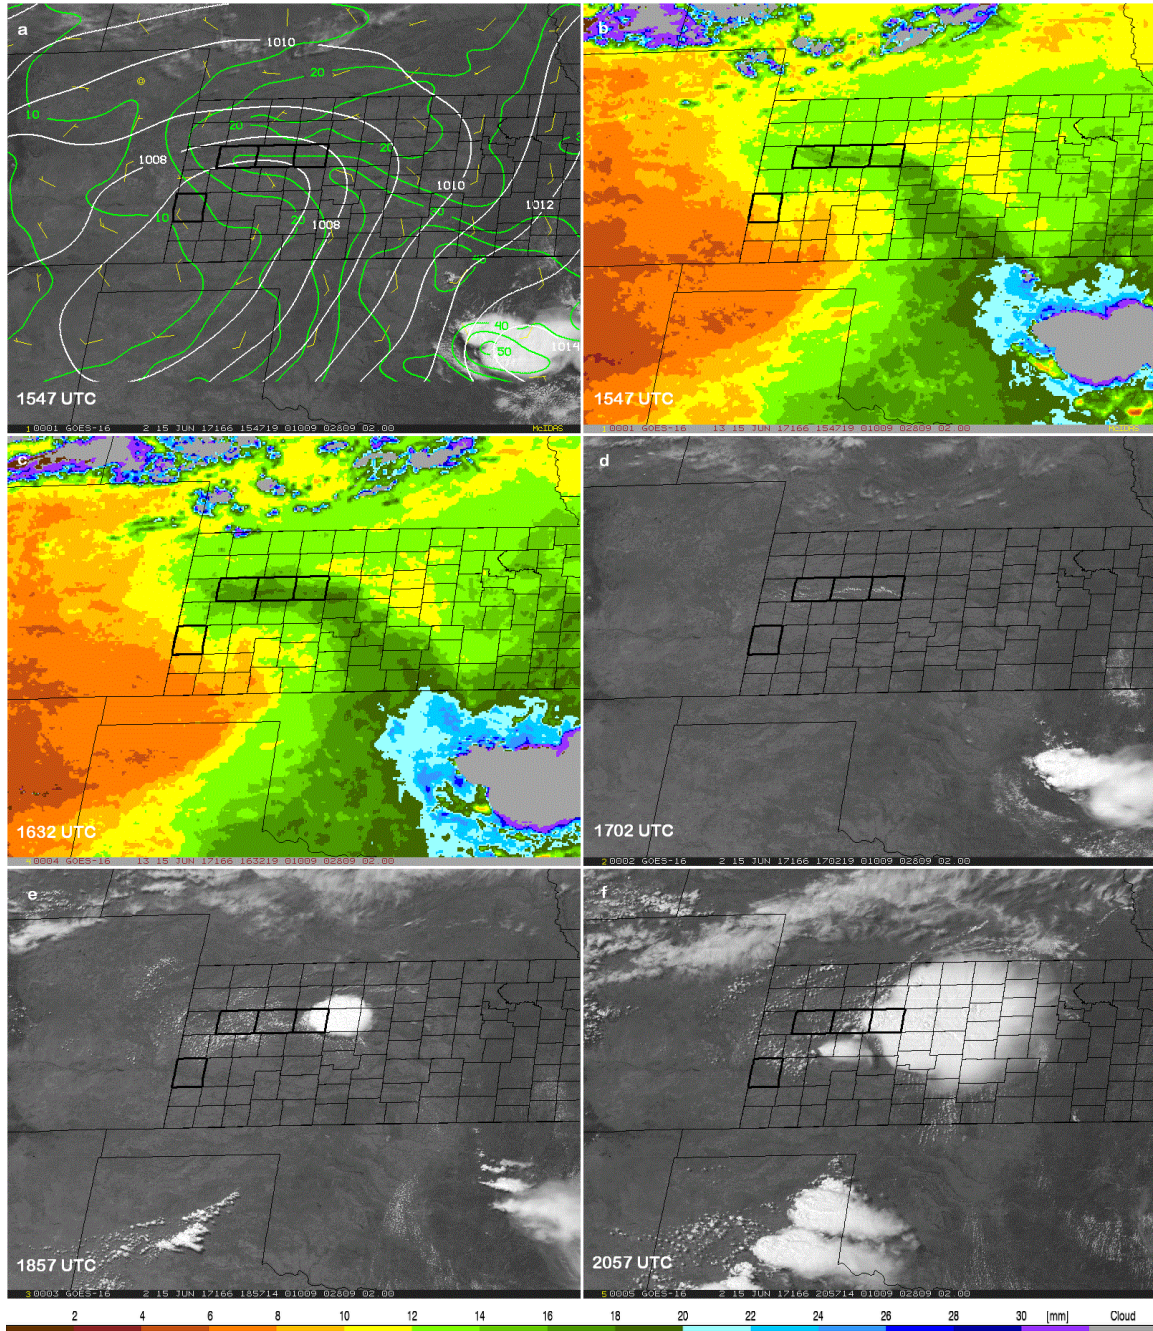 a
1010
20
10
20
20
1008
1010
10
20
30
1008
1012
40
40
1014
50
1547 UTC
1 0001 GOES-16 2 15 JUN 17166 154719 01009 02809 02.00 McIDAS
b
1547 UTC
1 0001 GOES-16 13 15 JUN 17166 154719 01009 02809 02.00 McIDAS
c
1632 UTC
0004 GOES-16 13 15 JUN 17166 163219 01009 02809 02.00
d
1702 UTC
2 0002 GOES-16 2 15 JUN 17166 170219 01009 02809 02.00
e
1857 UTC
3 0003 GOES-16 2 15 JUN 17166 185714 01009 02809 02.00
f
2057 UTC
5 0005 GOES-16 2 15 JUN 17166 205714 01009 02809 02.00
2 4 6 8 10 12 14 16 18 20 22 24 26 28 30 [mm] Cloud